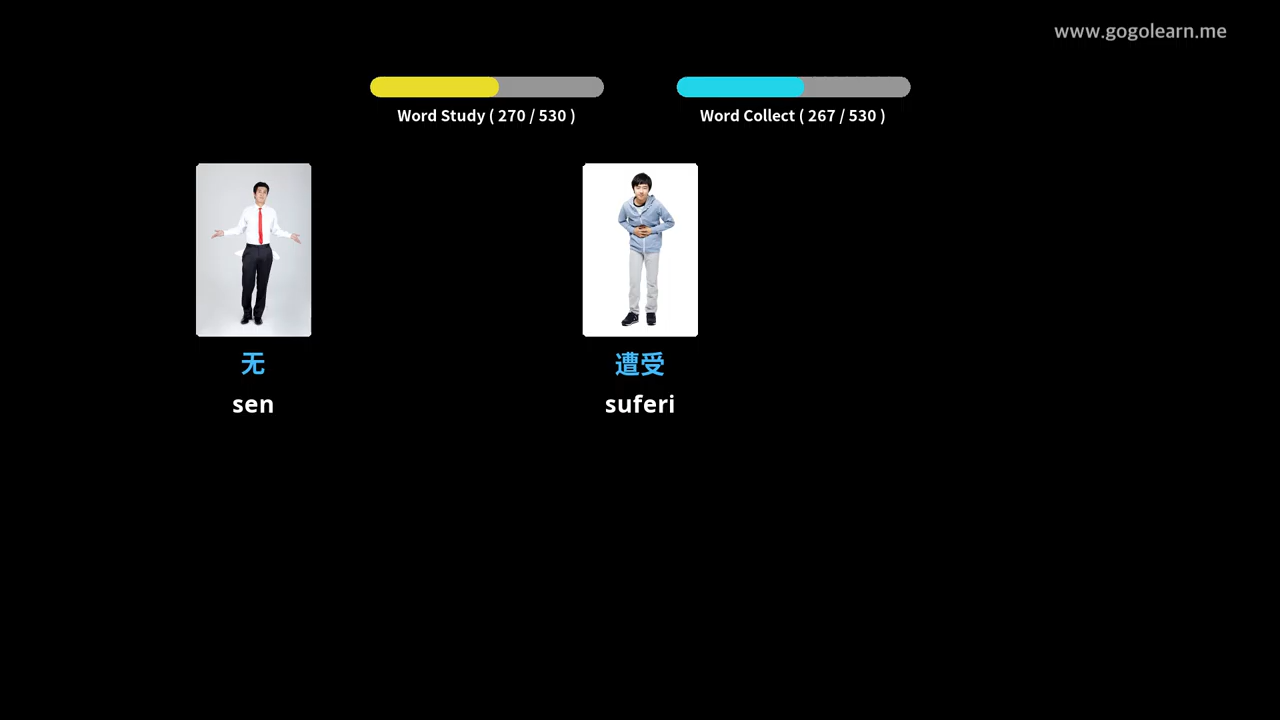 www.gogolearn.me
Word Study ( 270 / 530 )
Word Collect ( 267 / 530 )
无
sen
遭受
suferi